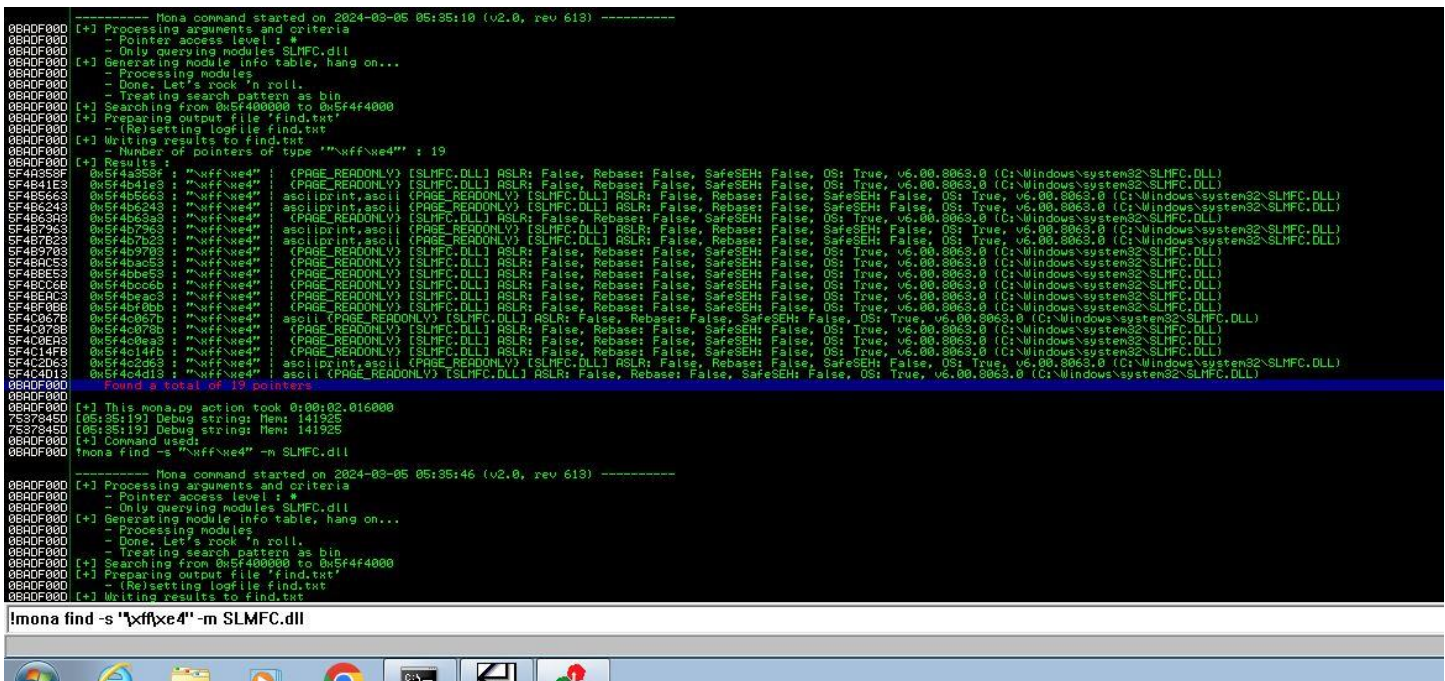 ---------- Mona command started on 2024-03-05 05:35:10 (v2.0, rev 613) ----------
0BADF00D [+] Processing arguments and criteria
0BADF00D - Pointer access level : *
0BADF00D - Only querying modules SLMFC.dll
0BADF00D [+] Generating module info table, hang on...
0BADF00D - Processing modules
0BADF00D - Done. Let's rock 'n roll.
0BADF00D - Treating search pattern as bin
0BADF00D [+] Searching from 0x5f400000 to 0x5f4f4000
0BADF00D [+] Preparing output file 'find.txt'
0BADF00D - (Re)setting logfile find.txt
0BADF00D [+] Writing results to find.txt
0BADF00D - Number of pointers of type '"\xff\xe4"' : 19
0BADF00D [+] Results :
5F4A358F 0x5f4a358f : "\xff\xe4" | {PAGE_READONLY} [SLMFC.DLL] ASLR: False, Rebase: False, SafeSEH: False, OS: True, v6.00.8063.0 (C:\Windows\system32\SLMFC.DLL)
5F4B41E3 0x5f4b41e3 : "\xff\xe4" | {PAGE_READONLY} [SLMFC.DLL] ASLR: False, Rebase: False, SafeSEH: False, OS: True, v6.00.8063.0 (C:\Windows\system32\SLMFC.DLL)
5F4B5663 0x5f4b5663 : "\xff\xe4" | asciiprint,ascii {PAGE_READONLY} [SLMFC.DLL] ASLR: False, Rebase: False, SafeSEH: False, OS: True, v6.00.8063.0 (C:\Windows\system32\SLMFC.DLL)
5F4B6243 0x5f4b6243 : "\xff\xe4" | asciiprint,ascii {PAGE_READONLY} [SLMFC.DLL] ASLR: False, Rebase: False, SafeSEH: False, OS: True, v6.00.8063.0 (C:\Windows\system32\SLMFC.DLL)
5F4B63A3 0x5f4b63a3 : "\xff\xe4" | {PAGE_READONLY} [SLMFC.DLL] ASLR: False, Rebase: False, SafeSEH: False, OS: True, v6.00.8063.0 (C:\Windows\system32\SLMFC.DLL)
5F4B7963 0x5f4b7963 : "\xff\xe4" | asciiprint,ascii {PAGE_READONLY} [SLMFC.DLL] ASLR: False, Rebase: False, SafeSEH: False, OS: True, v6.00.8063.0 (C:\Windows\system32\SLMFC.DLL)
5F4B7B23 0x5f4b7b23 : "\xff\xe4" | asciiprint,ascii {PAGE_READONLY} [SLMFC.DLL] ASLR: False, Rebase: False, SafeSEH: False, OS: True, v6.00.8063.0 (C:\Windows\system32\SLMFC.DLL)
5F4B9703 0x5f4b9703 : "\xff\xe4" | {PAGE_READONLY} [SLMFC.DLL] ASLR: False, Rebase: False, SafeSEH: False, OS: True, v6.00.8063.0 (C:\Windows\system32\SLMFC.DLL)
5F4BAC53 0x5f4bac53 : "\xff\xe4" | {PAGE_READONLY} [SLMFC.DLL] ASLR: False, Rebase: False, SafeSEH: False, OS: True, v6.00.8063.0 (C:\Windows\system32\SLMFC.DLL)
5F4BBE53 0x5f4bbe53 : "\xff\xe4" | {PAGE_READONLY} [SLMFC.DLL] ASLR: False, Rebase: False, SafeSEH: False, OS: True, v6.00.8063.0 (C:\Windows\system32\SLMFC.DLL)
5F4BCC6B 0x5f4bcc6b : "\xff\xe4" | {PAGE_READONLY} [SLMFC.DLL] ASLR: False, Rebase: False, SafeSEH: False, OS: True, v6.00.8063.0 (C:\Windows\system32\SLMFC.DLL)
5F4BEAC3 0x5f4beac3 : "\xff\xe4" | {PAGE_READONLY} [SLMFC.DLL] ASLR: False, Rebase: False, SafeSEH: False, OS: True, v6.00.8063.0 (C:\Windows\system32\SLMFC.DLL)
5F4BF0BB 0x5f4bf0bb : "\xff\xe4" | {PAGE_READONLY} [SLMFC.DLL] ASLR: False, Rebase: False, SafeSEH: False, OS: True, v6.00.8063.0 (C:\Windows\system32\SLMFC.DLL)
5F4C067B 0x5f4c067b : "\xff\xe4" | ascii {PAGE_READONLY} [SLMFC.DLL] ASLR: False, Rebase: False, SafeSEH: False, OS: True, v6.00.8063.0 (C:\Windows\system32\SLMFC.DLL)
5F4C078B 0x5f4c078b : "\xff\xe4" | {PAGE_READONLY} [SLMFC.DLL] ASLR: False, Rebase: False, SafeSEH: False, OS: True, v6.00.8063.0 (C:\Windows\system32\SLMFC.DLL)
5F4C0EA3 0x5f4c0ea3 : "\xff\xe4" | {PAGE_READONLY} [SLMFC.DLL] ASLR: False, Rebase: False, SafeSEH: False, OS: True, v6.00.8063.0 (C:\Windows\system32\SLMFC.DLL)
5F4C14FB 0x5f4c14fb : "\xff\xe4" | {PAGE_READONLY} [SLMFC.DLL] ASLR: False, Rebase: False, SafeSEH: False, OS: True, v6.00.8063.0 (C:\Windows\system32\SLMFC.DLL)
5F4C2D63 0x5f4c2d63 : "\xff\xe4" | asciiprint,ascii {PAGE_READONLY} [SLMFC.DLL] ASLR: False, Rebase: False, SafeSEH: False, OS: True, v6.00.8063.0 (C:\Windows\system32\SLMFC.DLL)
5F4C4D13 0x5f4c4d13 : "\xff\xe4" | ascii {PAGE_READONLY} [SLMFC.DLL] ASLR: False, Rebase: False, SafeSEH: False, OS: True, v6.00.8063.0 (C:\Windows\system32\SLMFC.DLL)
0BADF00D Found a total of 19 pointers
0BADF00D
0BADF00D [+] This mona.py action took 0:00:02.016000
7537845D [05:35:19] Debug string: Mem: 141925
7537845D [05:35:19] Debug string: Mem: 141925
0BADF00D [+] Command used:
0BADF00D !mona find -s "\xff\xe4" -m SLMFC.dll
---------- Mona command started on 2024-03-05 05:35:46 (v2.0, rev 613) ----------
0BADF00D [+] Processing arguments and criteria
0BADF00D - Pointer access level : *
0BADF00D - Only querying modules SLMFC.dll
0BADF00D [+] Generating module info table, hang on...
0BADF00D - Processing modules
0BADF00D - Done. Let's rock 'n roll.
0BADF00D - Treating search pattern as bin
0BADF00D [+] Searching from 0x5f400000 to 0x5f4f4000
0BADF00D [+] Preparing output file 'find.txt'
0BADF00D - (Re)setting logfile find.txt
0BADF00D [+] Writing results to find.txt
!mona find -s "\xff\xe4" -m SLMFC.dll
C:\